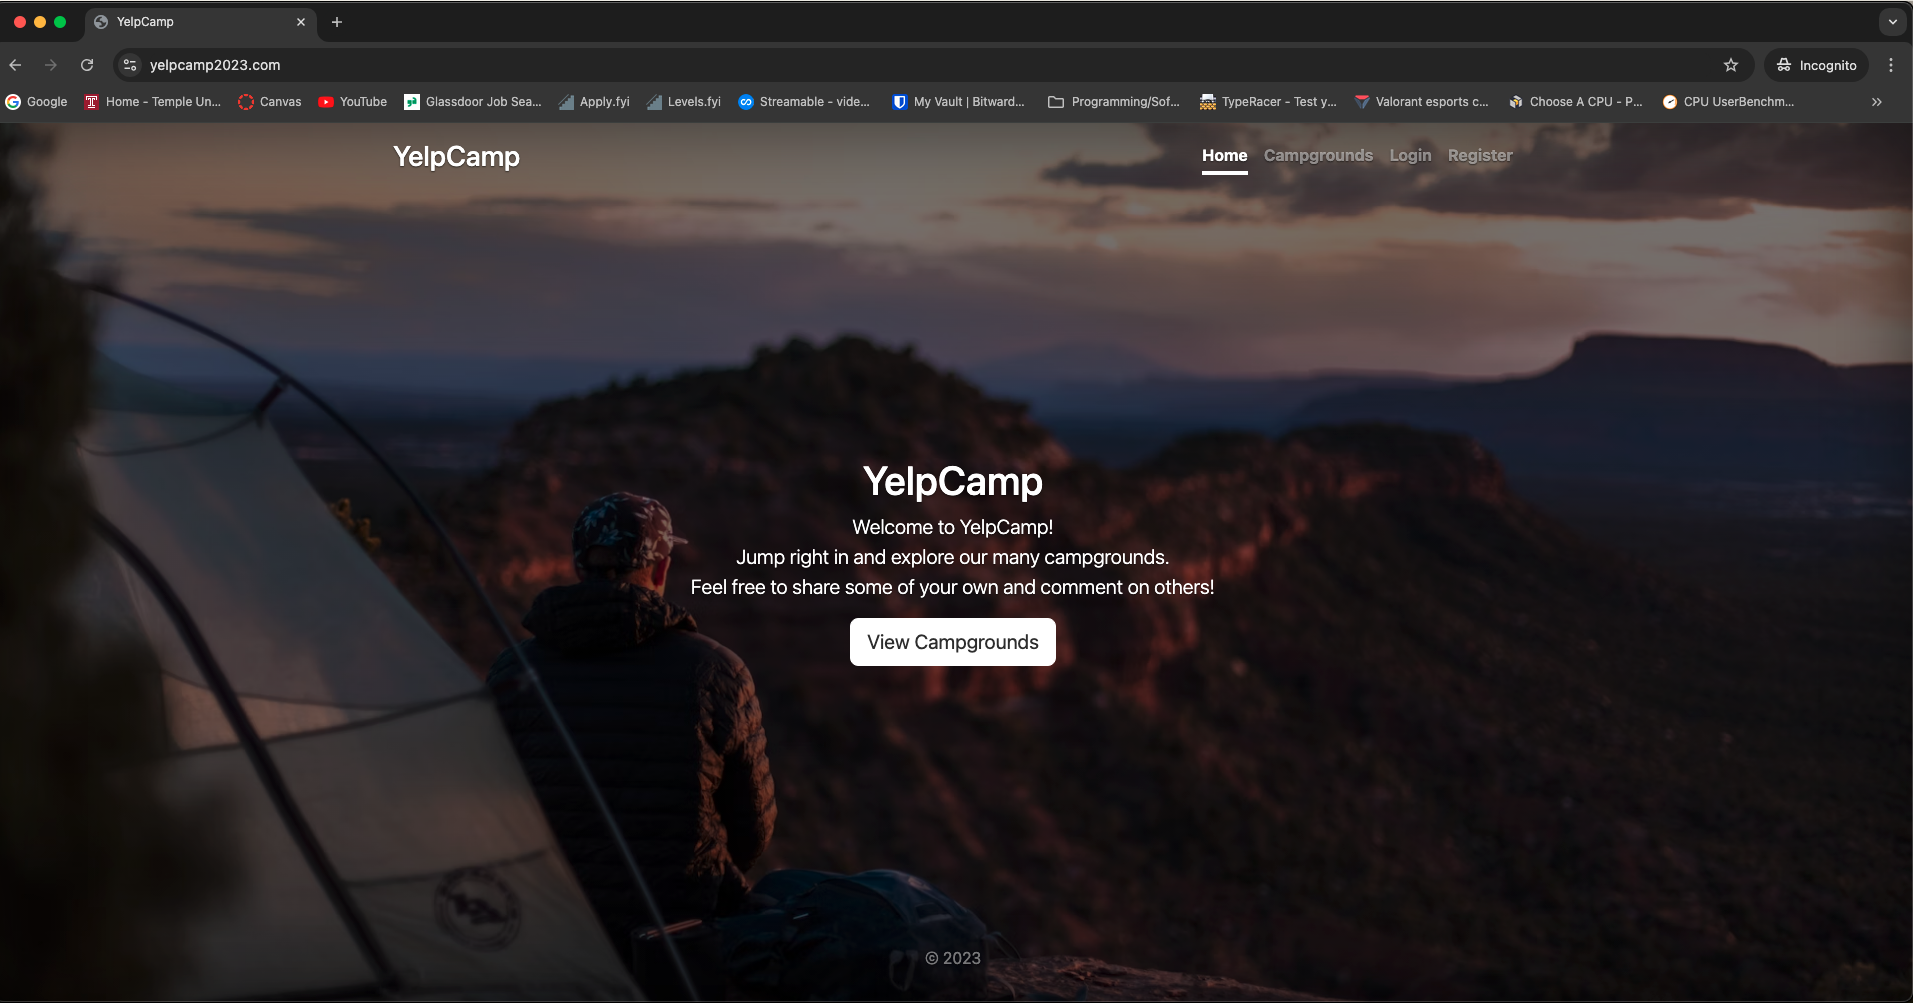 YelpCamp
yelpcamp2023.com
Incognito
Google
Home - Temple Un...
Canvas
YouTube
Glassdoor Job Sea...
Apply.fyi
Levels.fyi
Streamable - vide...
My Vault | Bitward...
Programming/Sof...
TypeRacer - Test y...
Valorant esports c...
Choose A CPU - P...
CPU UserBenchm...
YelpCamp
Home
Campgrounds
Login
Register
YelpCamp
Welcome to YelpCamp!
Jump right in and explore our many campgrounds.
Feel free to share some of your own and comment on others!
View Campgrounds
© 2023